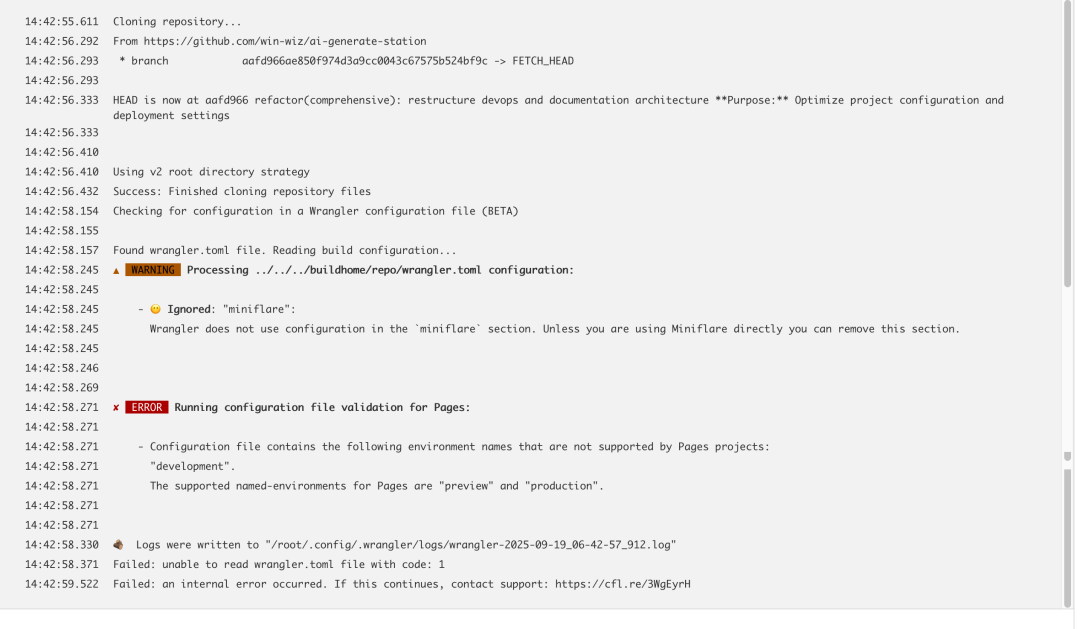 14:42:55.611 Cloning repository...
14:42:56.292 From https://github.com/win-wiz/ai-generate-station
14:42:56.293 * branch aafd966ae850f974d3a9cc0043c67575b524bf9c -> FETCH_HEAD
14:42:56.293
14:42:56.333 HEAD is now at aafd966 refactor(comprehensive): restructure devops and documentation architecture **Purpose:** Optimize project configuration and
deployment settings
14:42:56.333
14:42:56.410
14:42:56.410 Using v2 root directory strategy
14:42:56.432 Success: Finished cloning repository files
14:42:58.154 Checking for configuration in a Wrangler configuration file (BETA)
14:42:58.155
14:42:58.157 Found wrangler.toml file. Reading build configuration...
14:42:58.245 ▲ WARNING Processing ../../../buildhome/repo/wrangler.toml configuration:
14:42:58.245
14:42:58.245 - 😶 Ignored: "miniflare":
14:42:58.245 Wrangler does not use configuration in the `miniflare` section. Unless you are using Miniflare directly you can remove this section.
14:42:58.245
14:42:58.246
14:42:58.269
14:42:58.271 ✘ ERROR Running configuration file validation for Pages:
14:42:58.271
14:42:58.271 - Configuration file contains the following environment names that are not supported by Pages projects:
14:42:58.271 "development".
14:42:58.271 The supported named-environments for Pages are "preview" and "production".
14:42:58.271
14:42:58.271
14:42:58.330 🪵 Logs were written to "/root/.config/.wrangler/logs/wrangler-2025-09-19_06-42-57_912.log"
14:42:58.371 Failed: unable to read wrangler.toml file with code: 1
14:42:59.522 Failed: an internal error occurred. If this continues, contact support: https://cfl.re/3WgEyrH